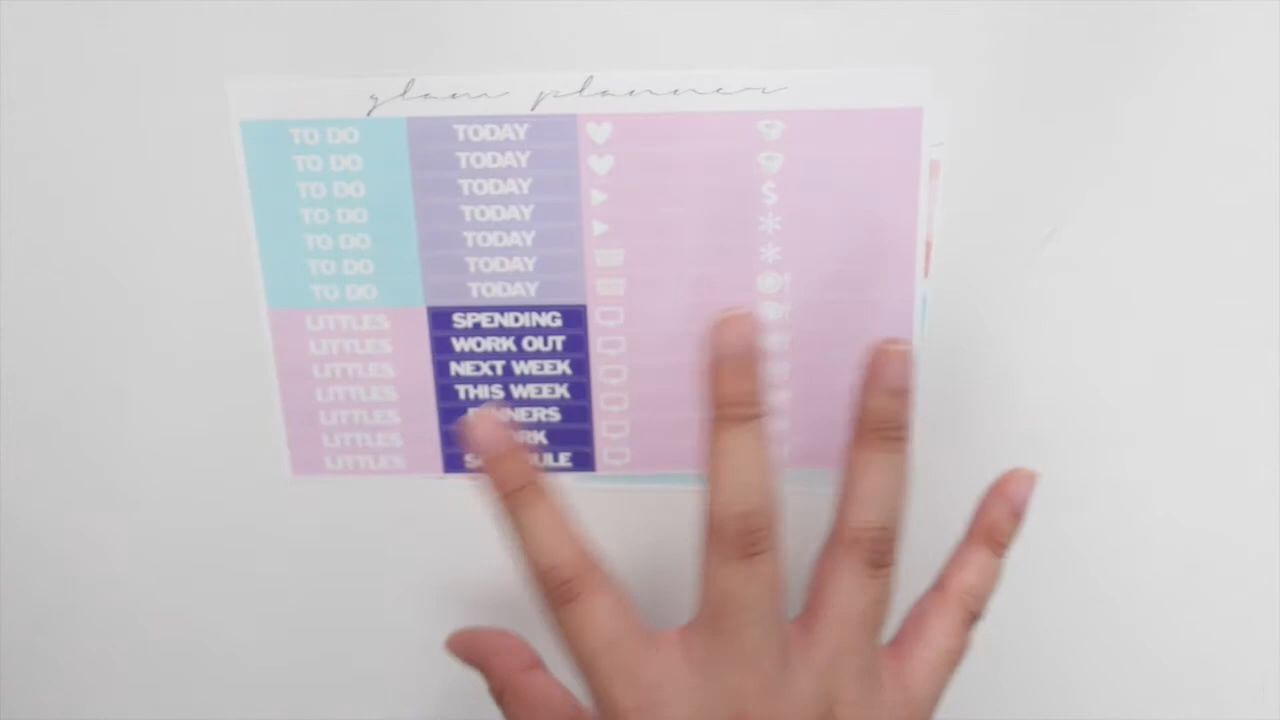 glam planner
TO DO TODAY
TO DO TODAY
TO DO TODAY $
TO DO TODAY
TO DO TODAY
TO DO TODAY
TO DO TODAY
LITTLES SPENDING
LITTLES WORK OUT
LITTLES NEXT WEEK
LITTLES THIS WEEK
LITTLES
LITTLES
LITTLES